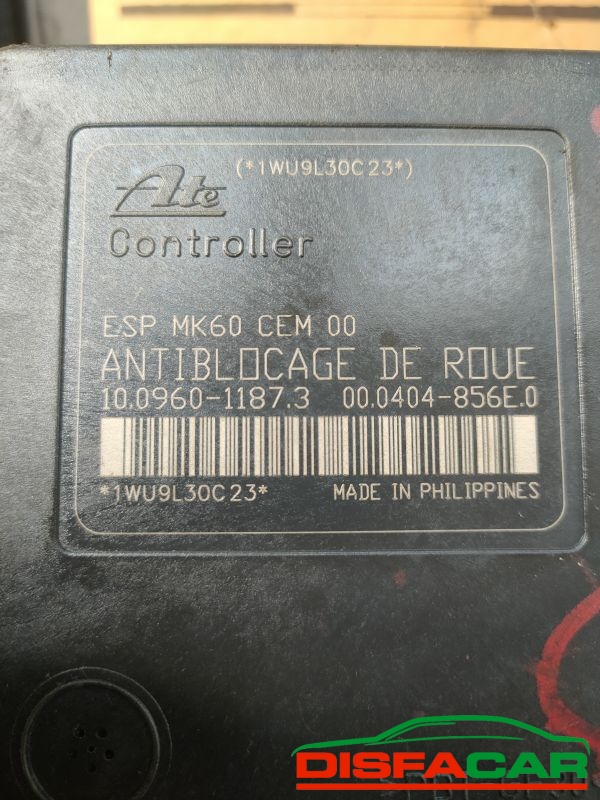 (*1WU9L30C23*)
Ate
Controller
ESP MK60 CEM 00
ANTIBLOCAGE DE ROUE
10.0960-1187.3 00.0404-856E.0
*1WU9L30C23* MADE IN PHILIPPINES
DISFACAR